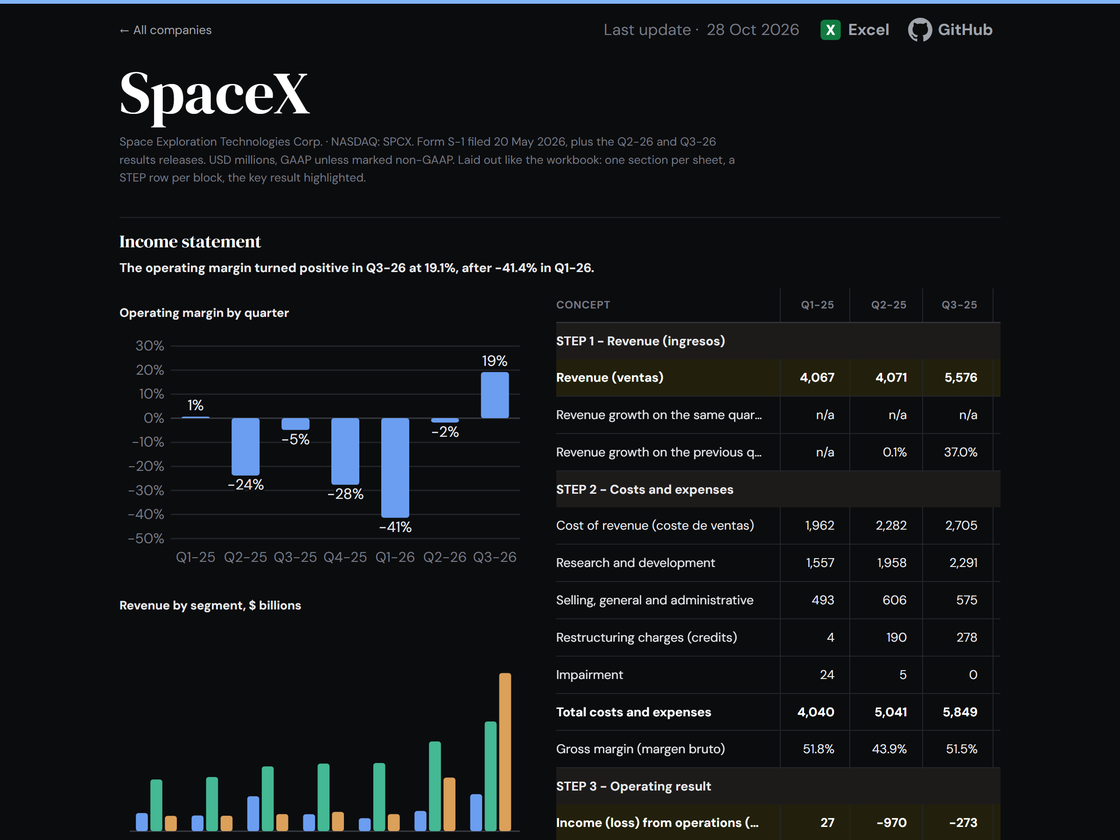 ← All companies
Last update · 28 Oct 2026
X Excel
GitHub
SpaceX
Space Exploration Technologies Corp. · NASDAQ: SPCX. Form S-1 filed 20 May 2026, plus the Q2-26 and Q3-26
results releases. USD millions, GAAP unless marked non-GAAP. Laid out like the workbook: one section per sheet, a
STEP row per block, the key result highlighted.
Income statement
The operating margin turned positive in Q3-26 at 19.1%, after −41.4% in Q1-26.
Operating margin by quarter
30%
20%
10%
0%
−10%
−20%
−30%
−40%
−50%
1%
−24%
−5%
−28%
−41%
−2%
19%
Q1-25 Q2-25 Q3-25 Q4-25 Q1-26 Q2-26 Q3-26
Revenue by segment, $ billions
CONCEPT Q1-25 Q2-25 Q3-25
STEP 1 - Revenue (ingresos)
Revenue (ventas) 4,067 4,071 5,576
Revenue growth on the same quar... n/a n/a n/a
Revenue growth on the previous q... n/a 0.1% 37.0%
STEP 2 - Costs and expenses
Cost of revenue (coste de ventas) 1,962 2,282 2,705
Research and development 1,557 1,958 2,291
Selling, general and administrative 493 606 575
Restructuring charges (credits) 4 190 278
Impairment 24 5 0
Total costs and expenses 4,040 5,041 5,849
Gross margin (margen bruto) 51.8% 43.9% 51.5%
STEP 3 - Operating result
Income (loss) from operations (... 27 −970 −273